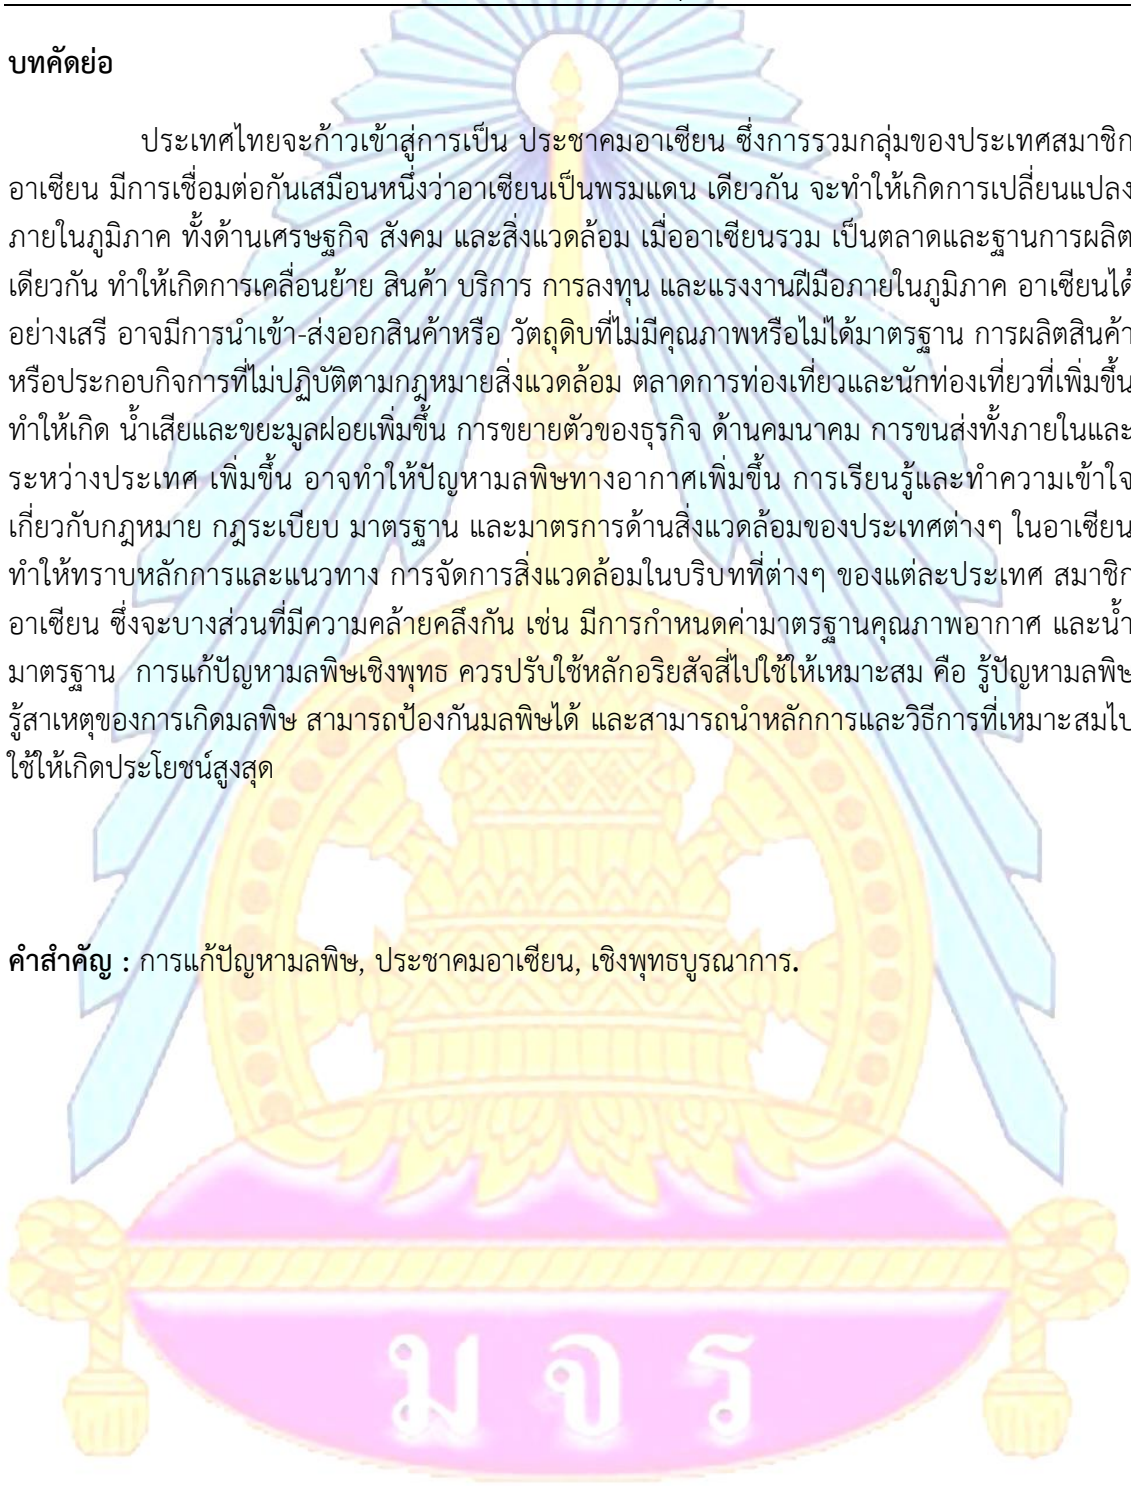 บทคัดย่อ
ประเทศไทยจะก้าวเข้าสู่การเป็น ประชาคมอาเซียน ซึ่งการรวมกลุ่มของประเทศสมาชิก
อาเซียน มีการเชื่อมต่อกันเสมือนหนึ่งว่าอาเซียนเป็นพรมแดน เดียวกัน จะทำให้เกิดการเปลี่ยนแปลง
ภายในภูมิภาค ทั้งด้านเศรษฐกิจ สังคม และสิ่งแวดล้อม เมื่ออาเซียนรวม เป็นตลาดและฐานการผลิต
เดียวกัน ทำให้เกิดการเคลื่อนย้าย สินค้า บริการ การลงทุน และแรงงานฝีมือภายในภูมิภาค อาเซียนได้
อย่างเสรี อาจมีการนำเข้า-ส่งออกสินค้าหรือ วัตถุดิบที่ไม่มีคุณภาพหรือไม่ได้มาตรฐาน การผลิตสินค้า
หรือประกอบกิจการที่ไม่ปฏิบัติตามกฎหมายสิ่งแวดล้อม ตลาดการท่องเที่ยวและนักท่องเที่ยวที่เพิ่มขึ้น
ทำให้เกิด น้ำเสียและขยะมูลฝอยเพิ่มขึ้น การขยายตัวของธุรกิจ ด้านคมนาคม การขนส่งทั้งภายในและ
ระหว่างประเทศ เพิ่มขึ้น อาจทำให้ปัญหามลพิษทางอากาศเพิ่มขึ้น การเรียนรู้และทำความเข้าใจ
เกี่ยวกับกฎหมาย กฎระเบียบ มาตรฐาน และมาตรการด้านสิ่งแวดล้อมของประเทศต่างๆ ในอาเซียน
ทำให้ทราบหลักการและแนวทาง การจัดการสิ่งแวดล้อมในบริบทที่ต่างๆ ของแต่ละประเทศ สมาชิก
อาเซียน ซึ่งจะบางส่วนที่มีความคล้ายคลึงกัน เช่น มีการกำหนดค่ามาตรฐานคุณภาพอากาศ และน้ำ
มาตรฐาน การแก้ปัญหามลพิษเชิงพุทธ ควรปรับใช้หลักอริยสัจสี่ไปใช้ให้เหมาะสม คือ รู้ปัญหามลพิษ
รู้สาเหตุของการเกิดมลพิษ สามารถป้องกันมลพิษได้ และสามารถนำหลักการและวิธีการที่เหมาะสมไป
ใช้ให้เกิดประโยชน์สูงสุด
คำสำคัญ : การแก้ปัญหามลพิษ, ประชาคมอาเซียน, เชิงพุทธบูรณาการ.
ม จ ร